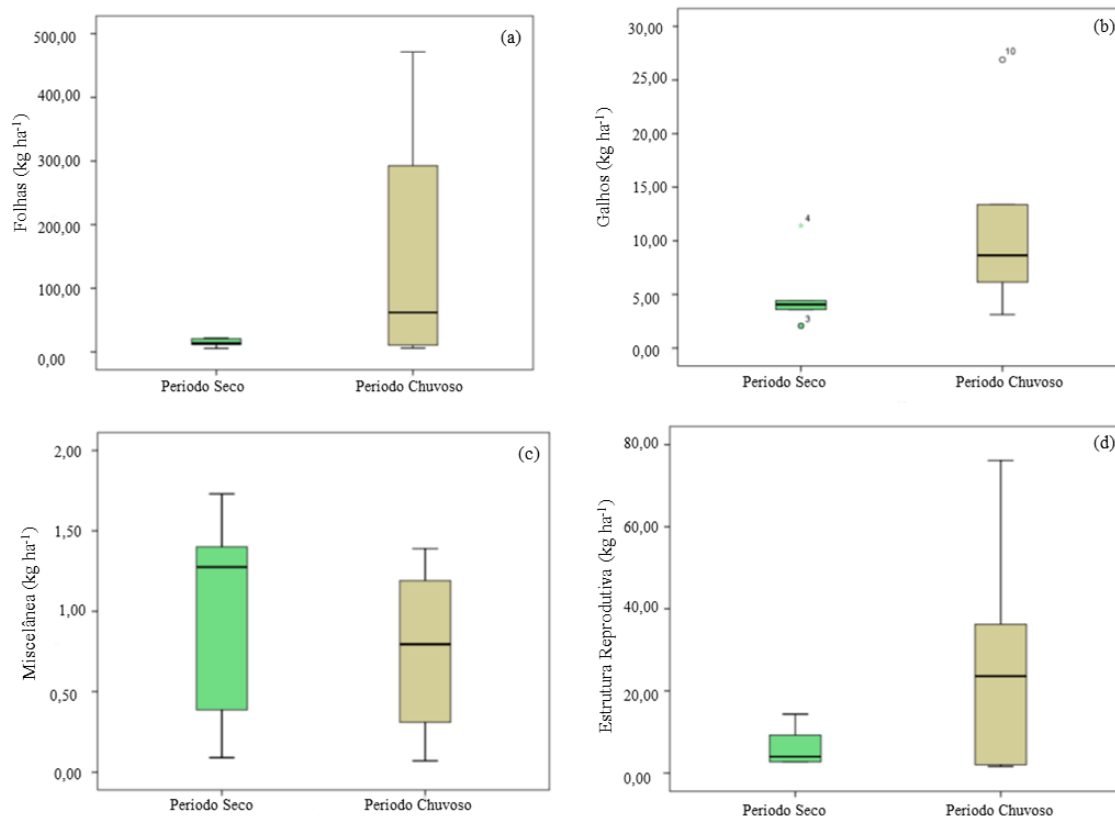 (a)
Folhas (kg ha⁻¹)
500,00
400,00
300,00
200,00
100,00
0,00
Periodo Seco
Periodo Chuvoso
(b)
Galhos (kg ha⁻¹)
30,00
25,00
20,00
15,00
10,00
5,00
0,00
10
4
3
Periodo Seco
Periodo Chuvoso
(c)
Miscelânea (kg ha⁻¹)
2,00
1,50
1,00
0,50
0,00
Periodo Seco
Periodo Chuvoso
(d)
Estrutura Reprodutiva (kg ha⁻¹)
80,00
60,00
40,00
20,00
0,00
Periodo Seco
Periodo Chuvoso